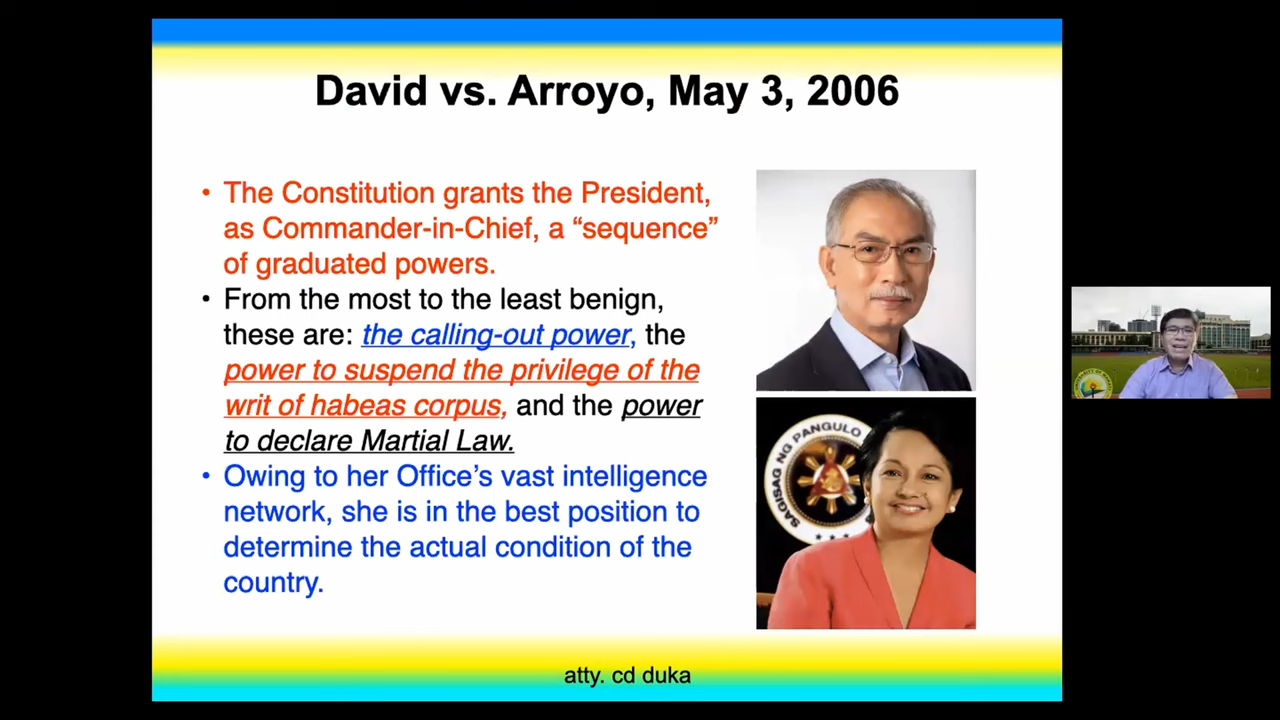 David vs. Arroyo, May 3, 2006
• The Constitution grants the President,
as Commander-in-Chief, a “sequence”
of graduated powers.
• From the most to the least benign,
these are: the calling-out power, the
power to suspend the privilege of the
writ of habeas corpus, and the power
to declare Martial Law.
• Owing to her Office’s vast intelligence
network, she is in the best position to
determine the actual condition of the
country.
SAGISAG NG PANGULO
atty. cd duka